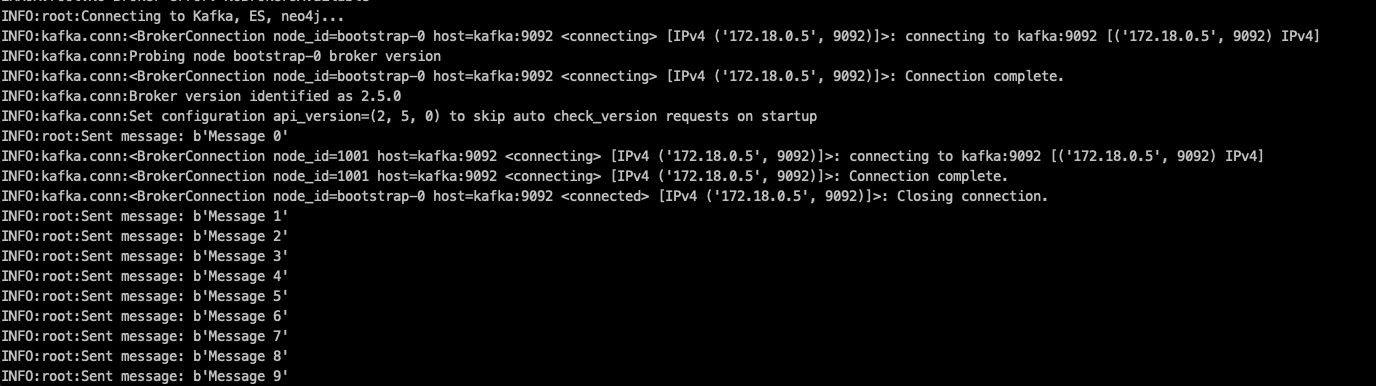 INFO:root:Connecting to Kafka, ES, neo4j...
INFO:kafka.conn:<BrokerConnection node_id=bootstrap-0 host=kafka:9092 <connecting> [IPv4 ('172.18.0.5', 9092)]>: connecting to kafka:9092 [('172.18.0.5', 9092) IPv4]
INFO:kafka.conn:Probing node bootstrap-0 broker version
INFO:kafka.conn:<BrokerConnection node_id=bootstrap-0 host=kafka:9092 <connecting> [IPv4 ('172.18.0.5', 9092)]>: Connection complete.
INFO:kafka.conn:Broker version identified as 2.5.0
INFO:kafka.conn:Set configuration api_version=(2, 5, 0) to skip auto check_version requests on startup
INFO:root:Sent message: b'Message 0'
INFO:kafka.conn:<BrokerConnection node_id=1001 host=kafka:9092 <connecting> [IPv4 ('172.18.0.5', 9092)]>: connecting to kafka:9092 [('172.18.0.5', 9092) IPv4]
INFO:kafka.conn:<BrokerConnection node_id=1001 host=kafka:9092 <connecting> [IPv4 ('172.18.0.5', 9092)]>: Connection complete.
INFO:kafka.conn:<BrokerConnection node_id=bootstrap-0 host=kafka:9092 <connected> [IPv4 ('172.18.0.5', 9092)]>: Closing connection.
INFO:root:Sent message: b'Message 1'
INFO:root:Sent message: b'Message 2'
INFO:root:Sent message: b'Message 3'
INFO:root:Sent message: b'Message 4'
INFO:root:Sent message: b'Message 5'
INFO:root:Sent message: b'Message 6'
INFO:root:Sent message: b'Message 7'
INFO:root:Sent message: b'Message 8'
INFO:root:Sent message: b'Message 9'